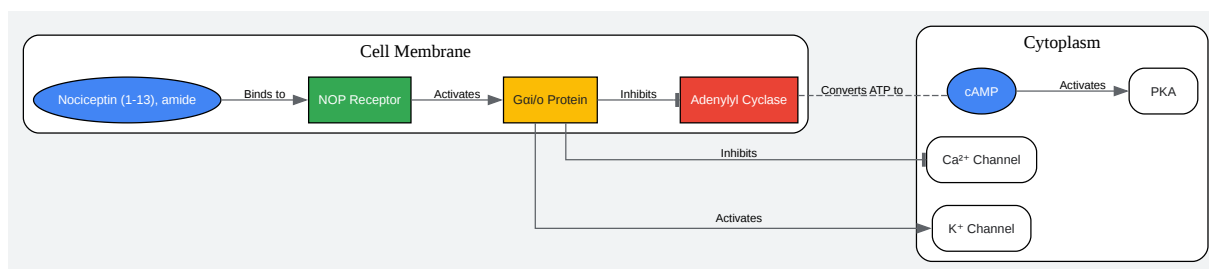 Cell Membrane
Cytoplasm
Nociceptin (1-13), amide
Binds to
NOP Receptor
Activates
Gαi/o Protein
Inhibits
Adenylyl Cyclase
Converts ATP to
cAMP
Activates
PKA
Inhibits
Ca²⁺ Channel
Activates
K⁺ Channel